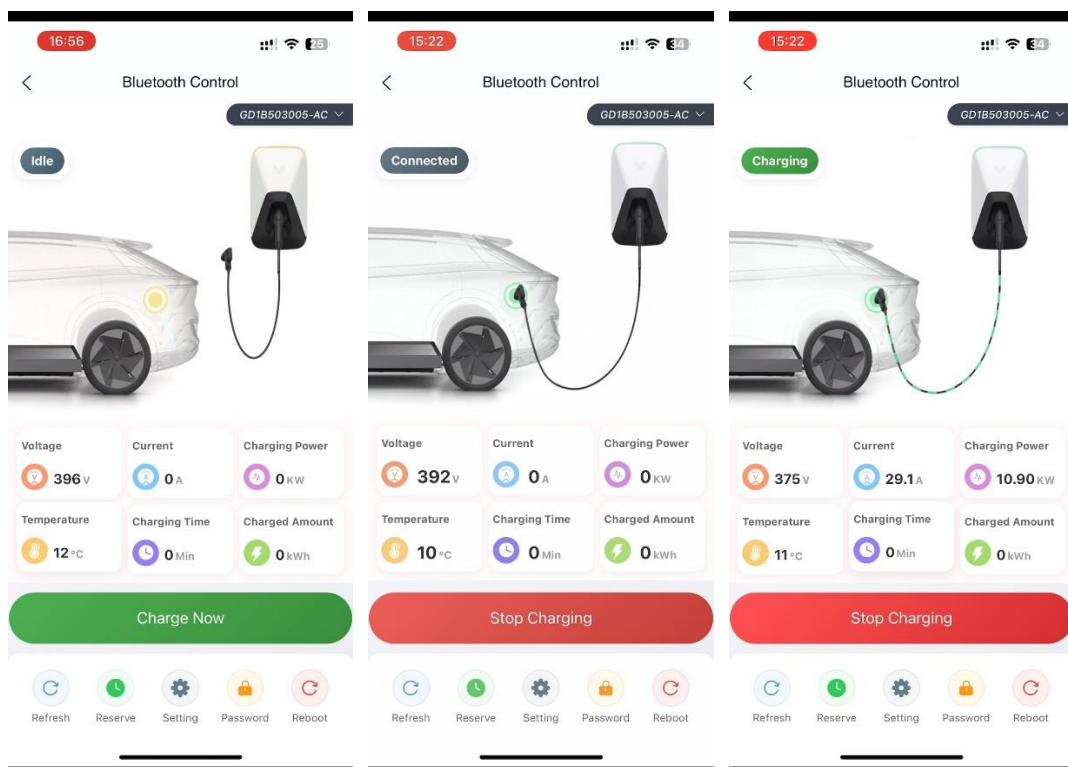 16:56
25
Bluetooth Control
GD1B503005-AC
Idle
Voltage
396 V
Current
0 A
Charging Power
0 KW
Temperature
12 °C
Charging Time
0 Min
Charged Amount
0 kWh
Charge Now
Refresh
Reserve
Setting
Password
Reboot
15:22
34
Bluetooth Control
GD1B503005-AC
Connected
Voltage
392 V
Current
0 A
Charging Power
0 KW
Temperature
10 °C
Charging Time
0 Min
Charged Amount
0 kWh
Stop Charging
Refresh
Reserve
Setting
Password
Reboot
15:22
34
Bluetooth Control
GD1B503005-AC
Charging
Voltage
375 V
Current
29.1 A
Charging Power
10.90 KW
Temperature
11 °C
Charging Time
0 Min
Charged Amount
0 kWh
Stop Charging
Refresh
Reserve
Setting
Password
Reboot